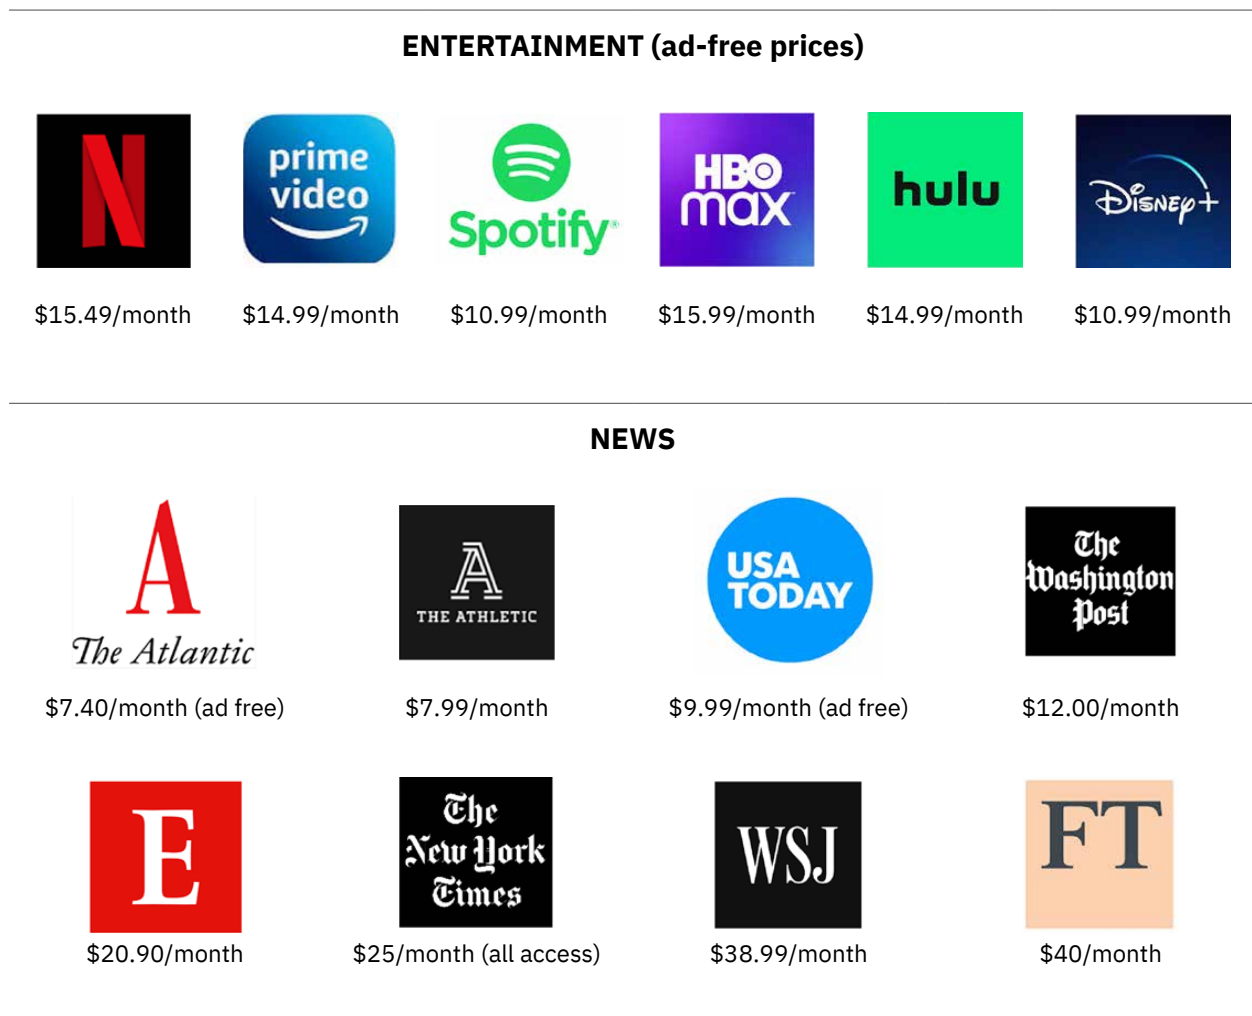 ENTERTAINMENT (ad-free prices)
N
prime
video
Spotify®
HBO
max
hulu
Disney+
$15.49/month
$14.99/month
$10.99/month
$15.99/month
$14.99/month
$10.99/month
NEWS
A
The Atlantic
A
THE ATHLETIC
USA
TODAY
The
Washington
Post
$7.40/month (ad free)
$7.99/month
$9.99/month (ad free)
$12.00/month
E
The
New York
Times
WSJ
FT
$20.90/month
$25/month (all access)
$38.99/month
$40/month